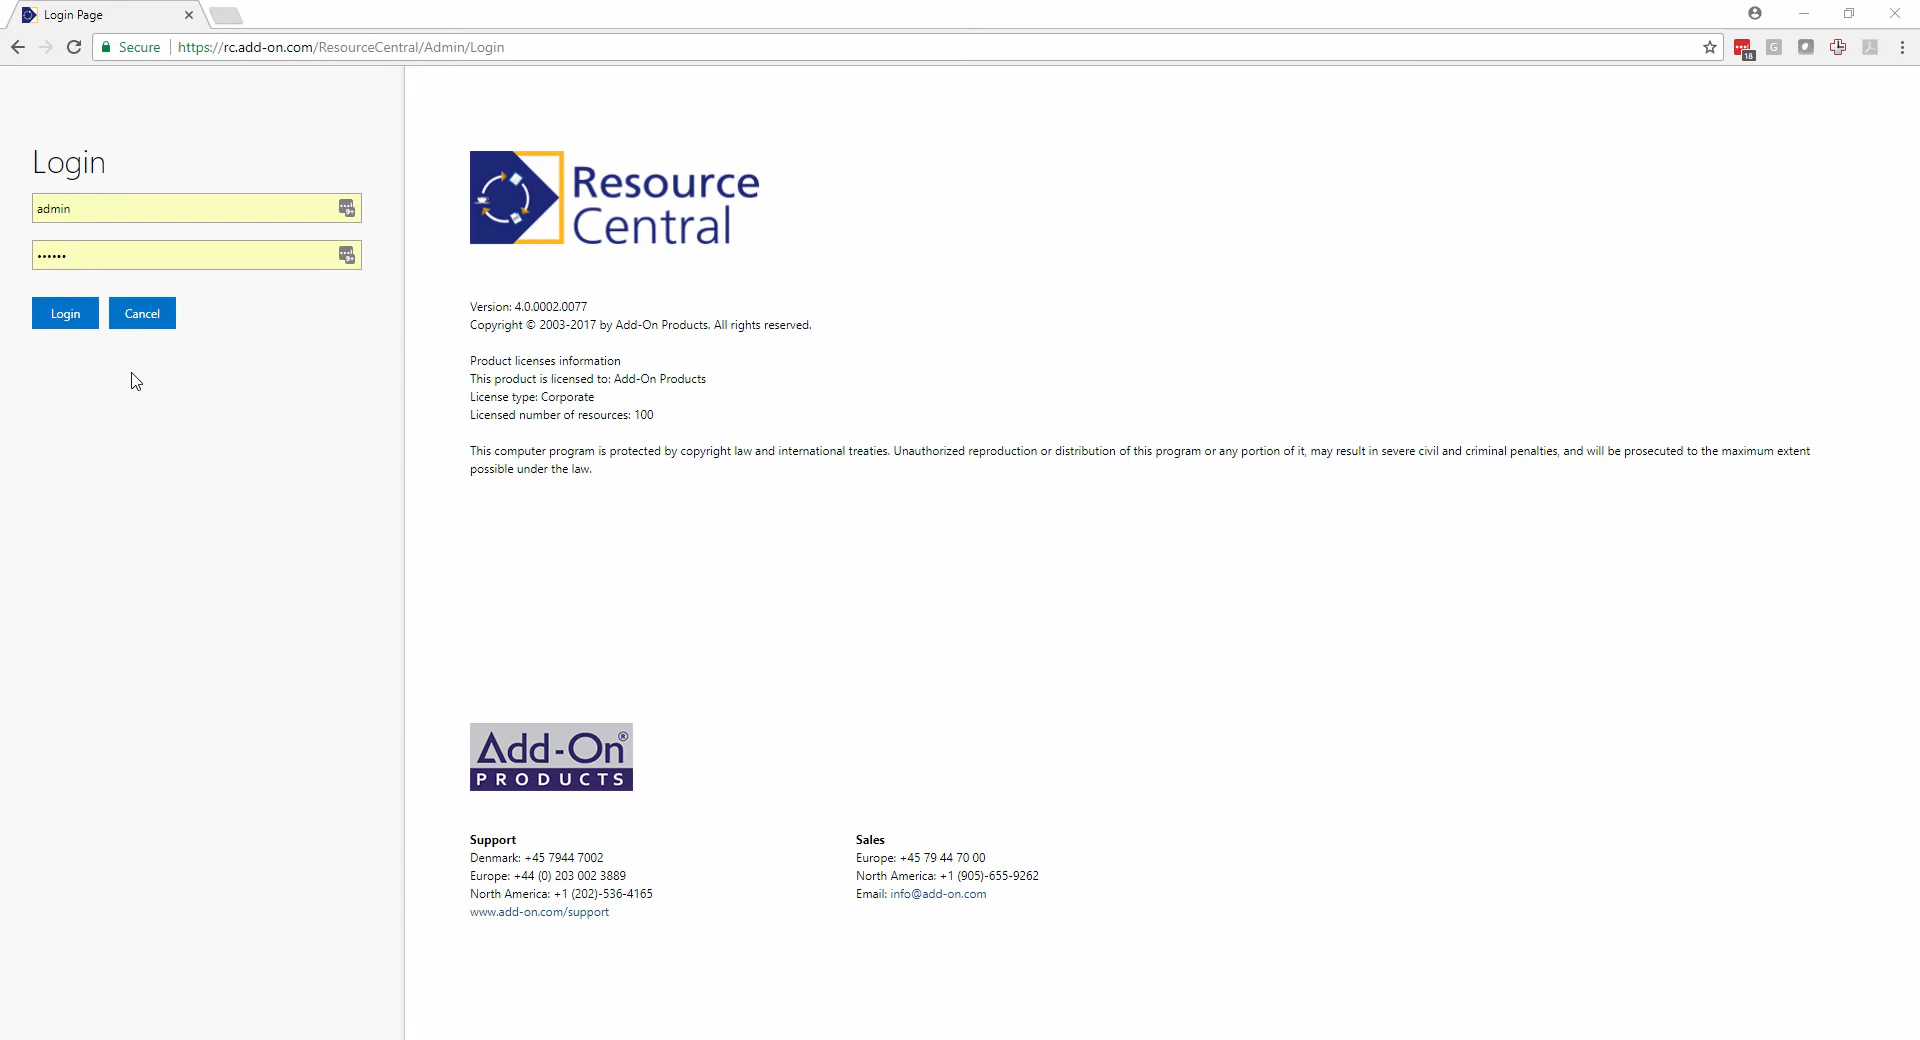 Login Page
Secure
https://rc.add-on.com/ResourceCentral/Admin/Login
18
G
Login
admin
••••••
Login
Cancel
Resource
Central
Version: 4.0.0002.0077
Copyright © 2003-2017 by Add-On Products. All rights reserved.
Product licenses information
This product is licensed to: Add-On Products
License type: Corporate
Licensed number of resources: 100
This computer program is protected by copyright law and international treaties. Unauthorized reproduction or distribution of this program or any portion of it, may result in severe civil and criminal penalties, and will be prosecuted to the maximum extent
possible under the law.
Add-On®
PRODUCTS
Support
Denmark: +45 7944 7002
Europe: +44 (0) 203 002 3889
North America: +1 (202)-536-4165
www.add-on.com/support
Sales
Europe: +45 79 44 70 00
North America: +1 (905)-655-9262
Email: info@add-on.com